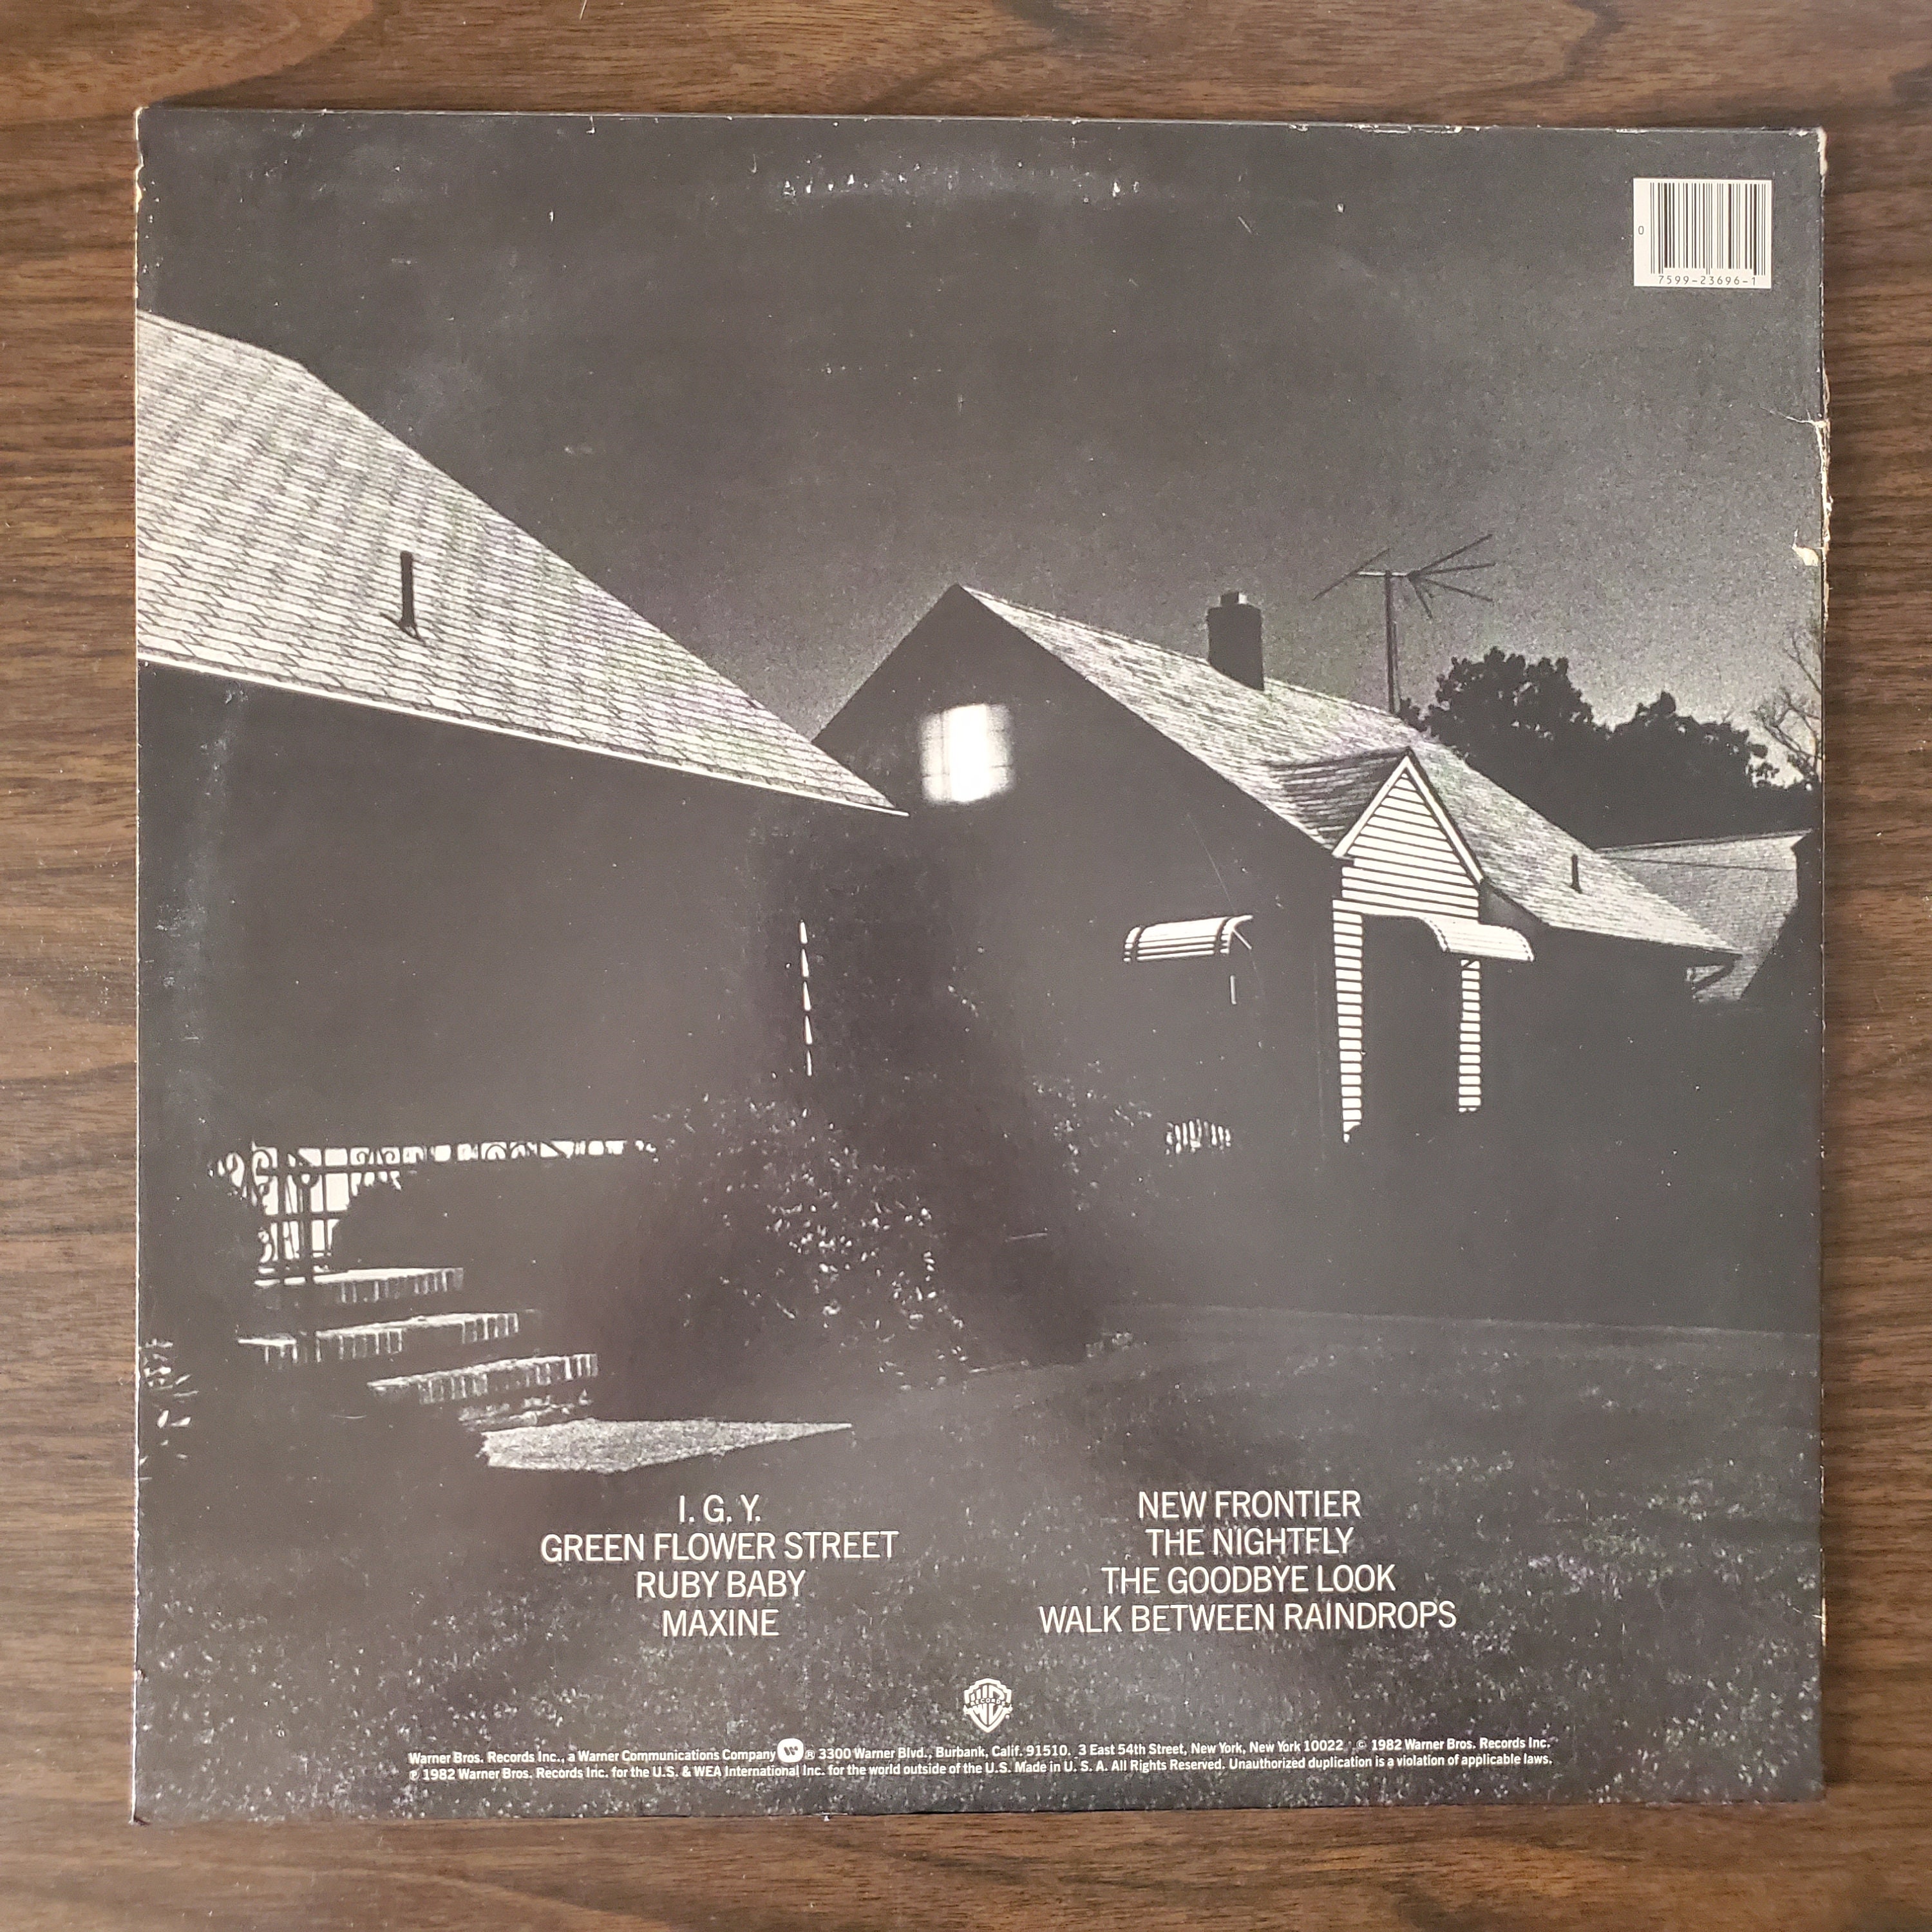 0
7599-23696-1
I. G. Y.
GREEN FLOWER STREET
RUBY BABY
MAXINE
NEW FRONTIER
THE NIGHTFLY
THE GOODBYE LOOK
WALK BETWEEN RAINDROPS
RECORDS
Warner Bros. Records Inc., a Warner Communications Company ® 3300 Warner Blvd., Burbank, Calif. 91510. 3 East 54th Street, New York, New York 10022 © 1982 Warner Bros. Records Inc.
℗ 1982 Warner Bros. Records Inc. for the U.S. & WEA International Inc. for the world outside of the U.S. Made in U. S. A. All Rights Reserved. Unauthorized duplication is a violation of applicable laws.